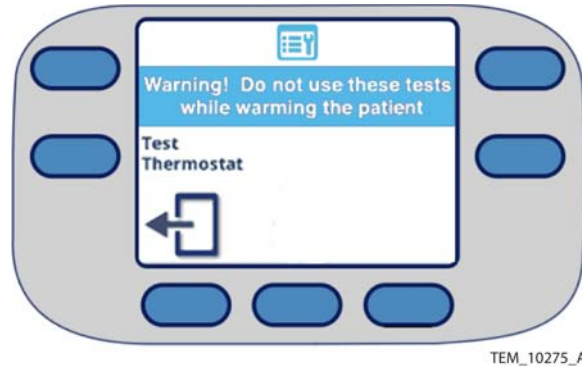 Warning! Do not use these tests
while warming the patient
Test
Thermostat
TEM_10275_A